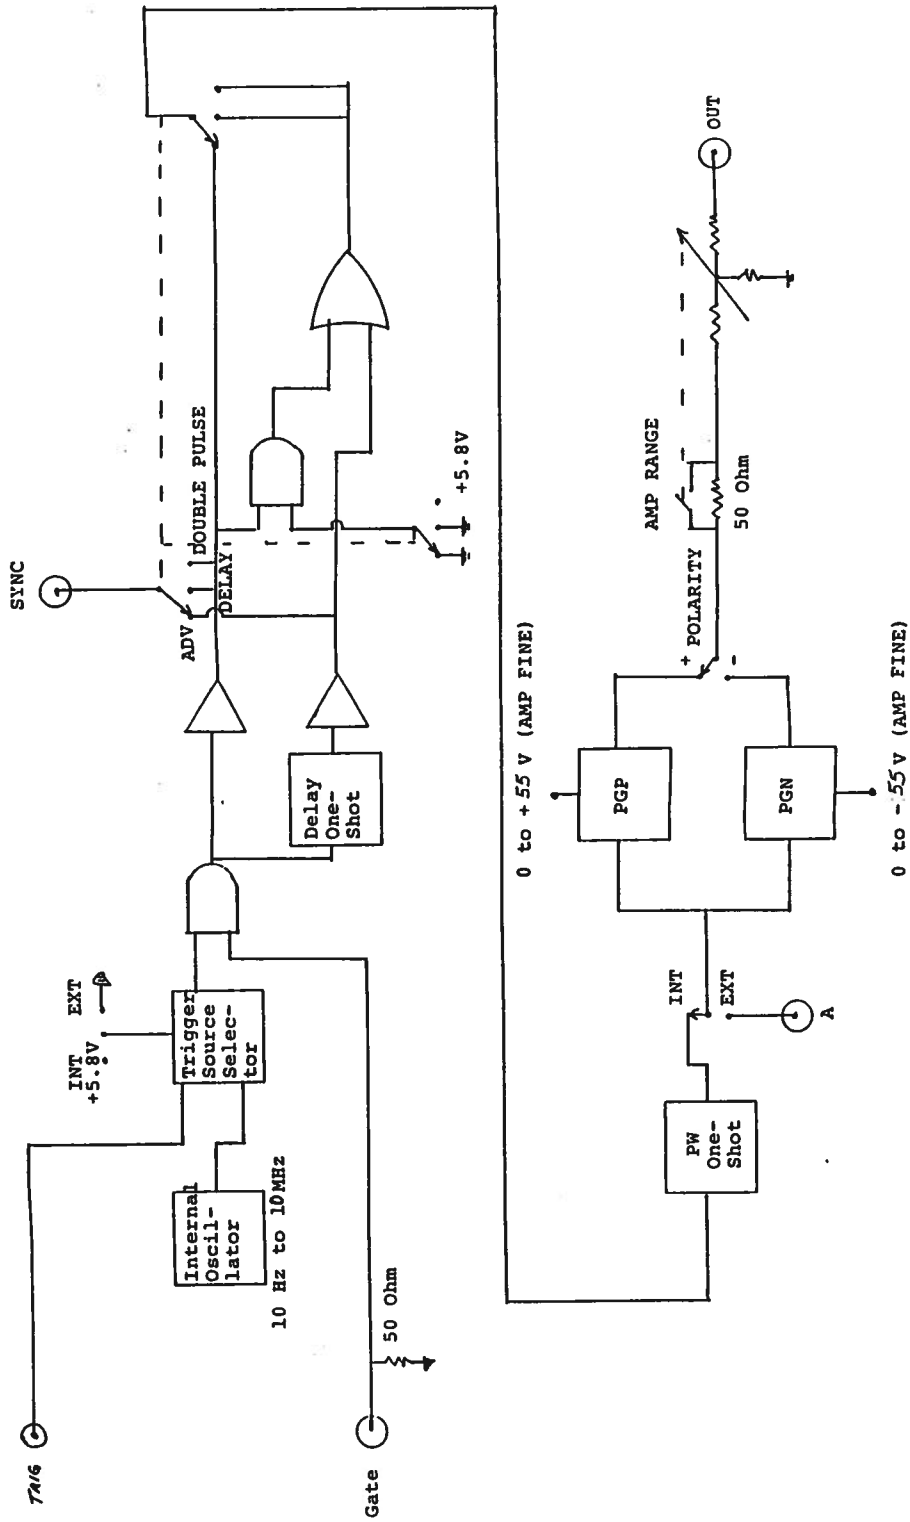 TRIG
Gate
50 Ohm
Internal
Oscil-
lator
10 Hz to 10MHz
Trigger
Source
Selec-
tor
INT
+5.8V
EXT
Delay
One-
Shot
SYNC
ADV
DELAY
DOUBLE PULSE
+5.8V
PW
One-
Shot
INT
EXT
A
0 to +55 V (AMP FINE)
PGP
PGN
0 to -55 V (AMP FINE)
+
-
POLARITY
AMP RANGE
50 Ohm
OUT